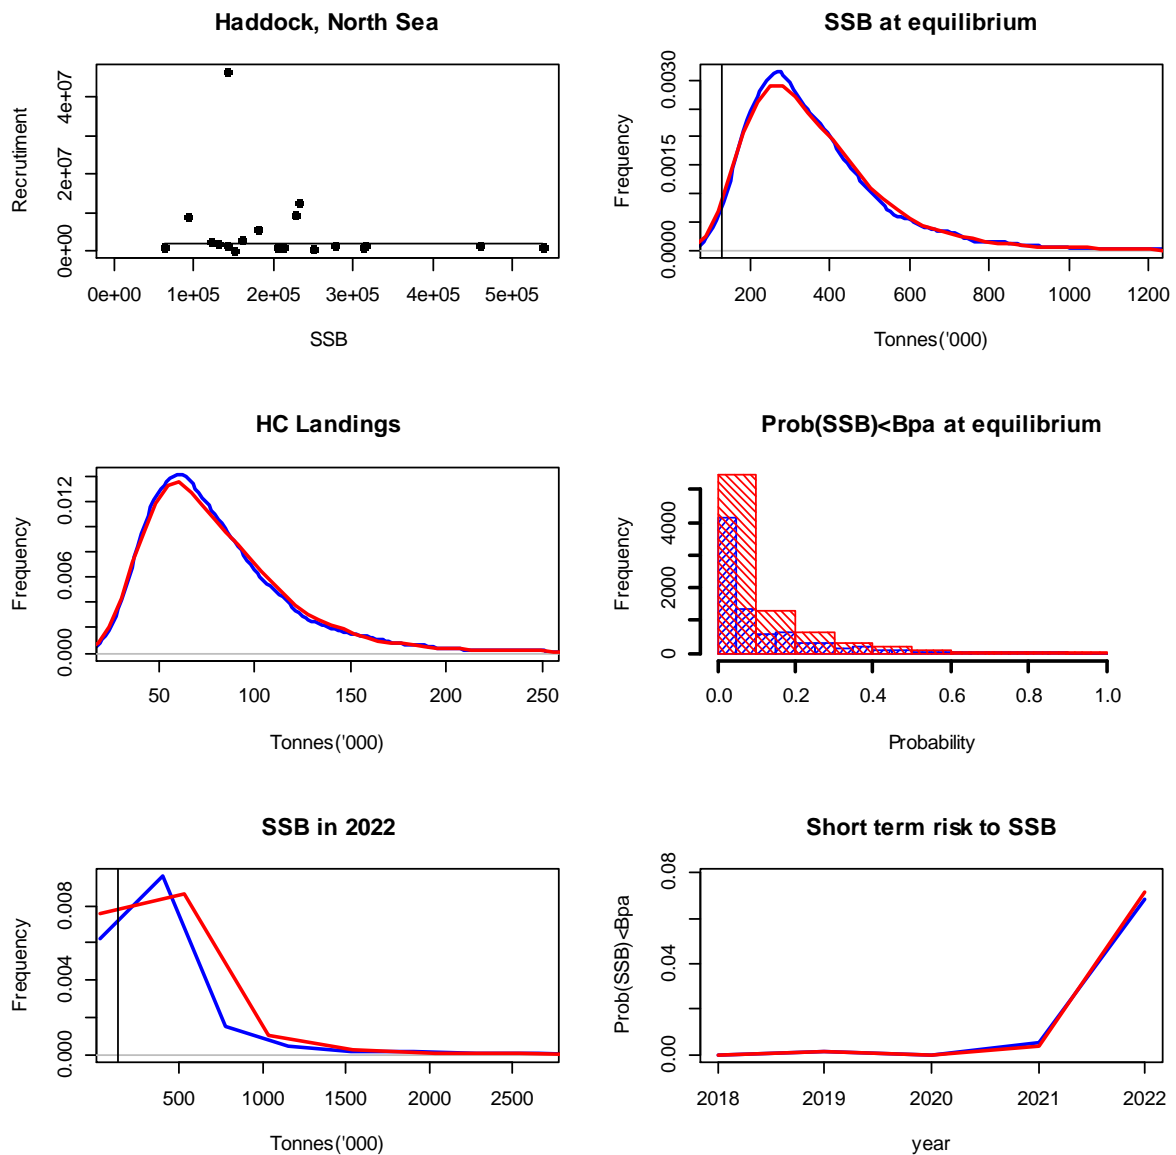 Haddock, North Sea
Recrutiment
0e+00 2e+07 4e+07
0e+00 1e+05 2e+05 3e+05 4e+05 5e+05
SSB
SSB at equilibrium
Frequency
0.0000 0.0015 0.0030
200 400 600 800 1000 1200
Tonnes('000)
HC Landings
Frequency
0.000 0.006 0.012
50 100 150 200 250
Tonnes('000)
Prob(SSB)<Bpa at equilibrium
Frequency
0 2000 4000
0.0 0.2 0.4 0.6 0.8 1.0
Probability
SSB in 2022
Frequency
0.000 0.004 0.008
500 1000 1500 2000 2500
Tonnes('000)
Short term risk to SSB
Prob(SSB)<Bpa
0.00 0.04 0.08
2018 2019 2020 2021 2022
year